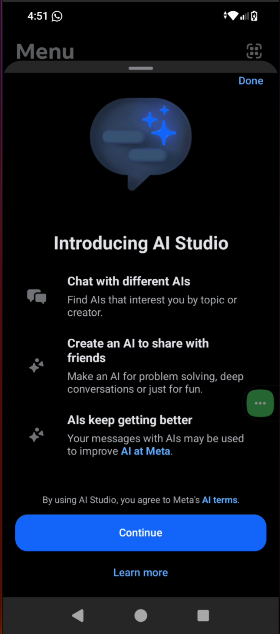 4:51
Menu
Done
Introducing AI Studio
Chat with different AIs
Find AIs that interest you by topic or
creator.
Create an AI to share with
friends
Make an AI for problem solving, deep
conversations or just for fun.
AIs keep getting better
Your messages with AIs may be used
to improve AI at Meta.
By using AI Studio, you agree to Meta's AI terms.
Continue
Learn more